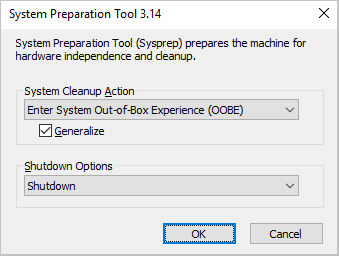 System Preparation Tool 3.14
System Preparation Tool (Sysprep) prepares the machine for
hardware independence and cleanup.
System Cleanup Action
Enter System Out-of-Box Experience (OOBE)
Generalize
Shutdown Options
Shutdown
OK
Cancel